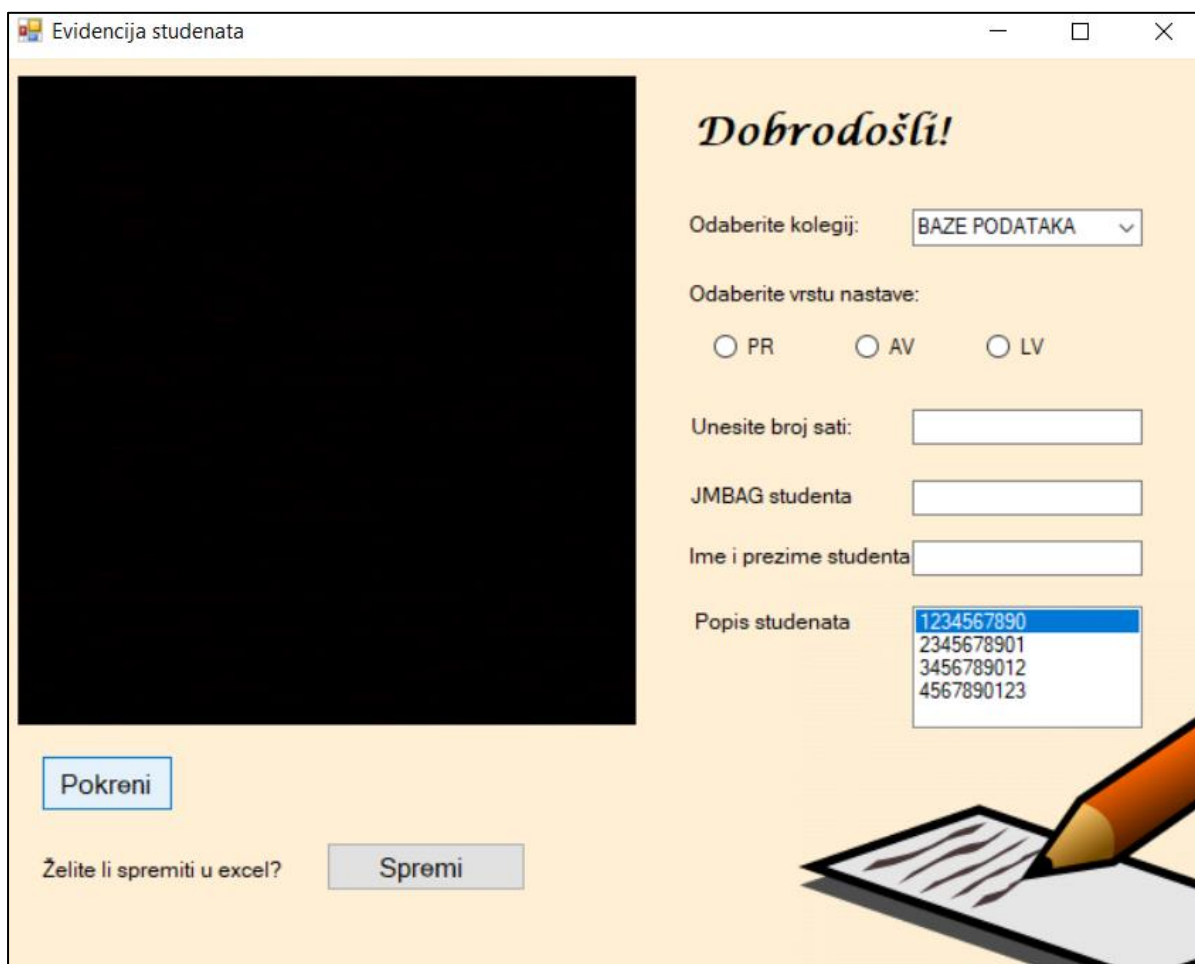 Evidencija studenata
Dobrodošli!
Odaberite kolegij:
BAZE PODATAKA
Odaberite vrstu nastave:
PR
AV
LV
Unesite broj sati:
JMBAG studenta
Ime i prezime studenta
Popis studenata
1234567890
2345678901
3456789012
4567890123
Pokreni
Želite li spremiti u excel?
Spremi